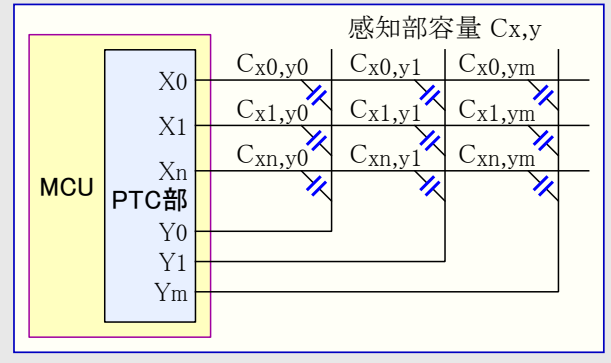 感知部容量 Cx,y
Cx0,y0 Cx0,y1 Cx0,ym
X0
Cx1,y0 Cx1,y1 Cx1,ym
X1
Cxn,y0 Cxn,y1 Cxn,ym
Xn
MCU
PTC部
Y0
Y1
Ym